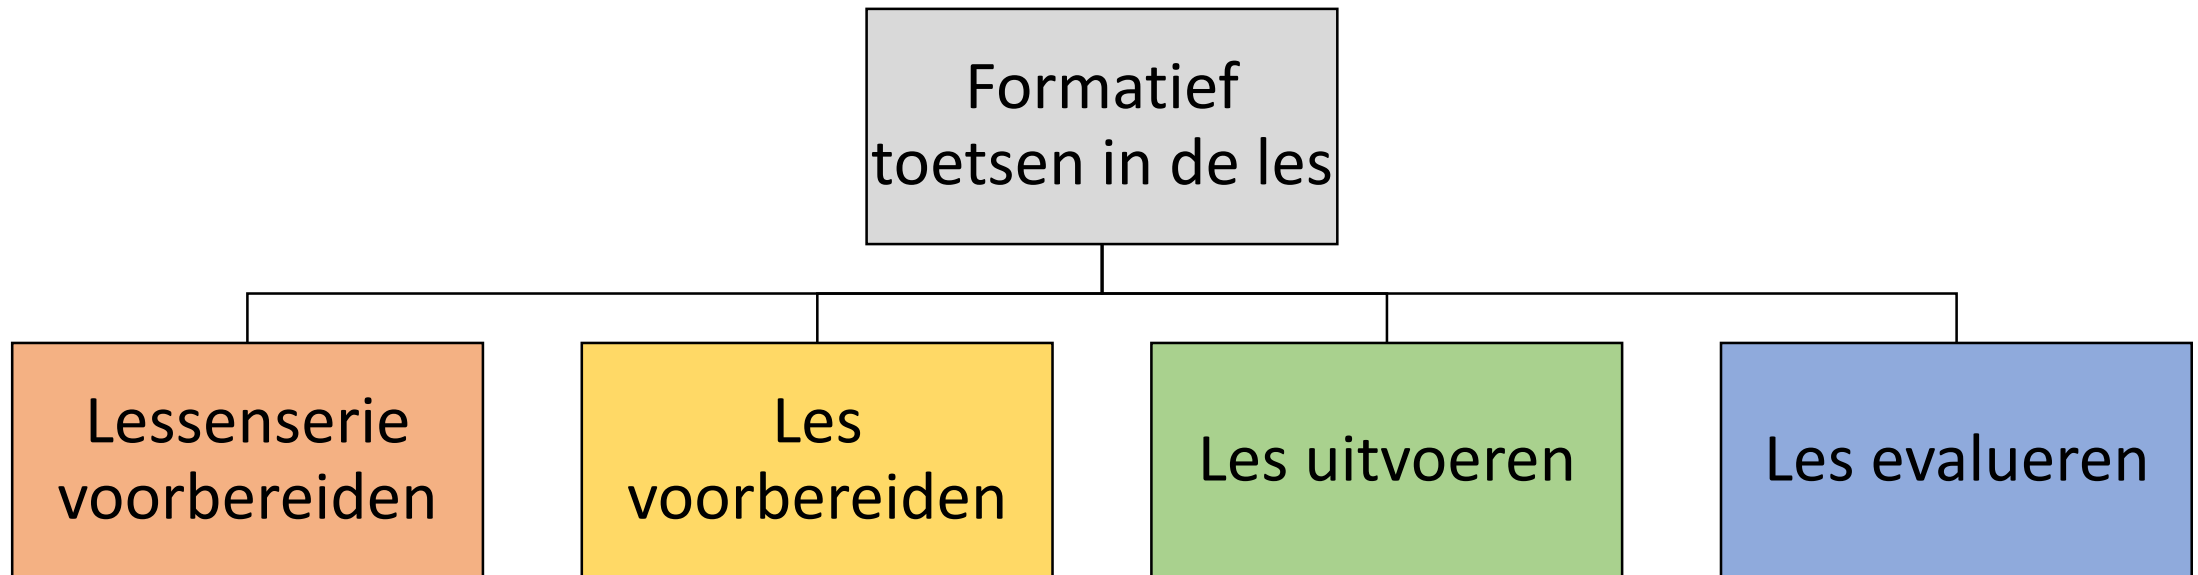 Formatief
toetsen in de les
Lessenserie
voorbereiden
Les
voorbereiden
Les uitvoeren
Les evalueren